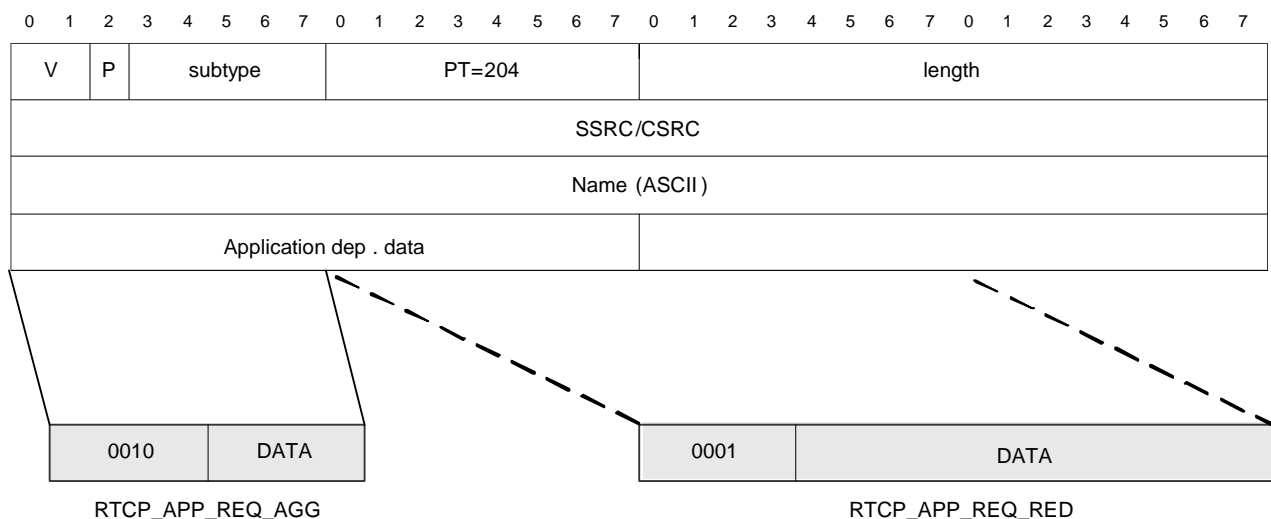 0 1 2 3 4 5 6 7 0 1 2 3 4 5 6 7 0 1 3 4 5 6 7 0 1 2 3 4 5 6 7
V P subtype PT=204 length
SSRC/CSRC
Name (ASCII)
Application dep . data
0010 DATA 0001 DATA
RTCP_APP_REQ_AGG RTCP_APP_REQ_RED